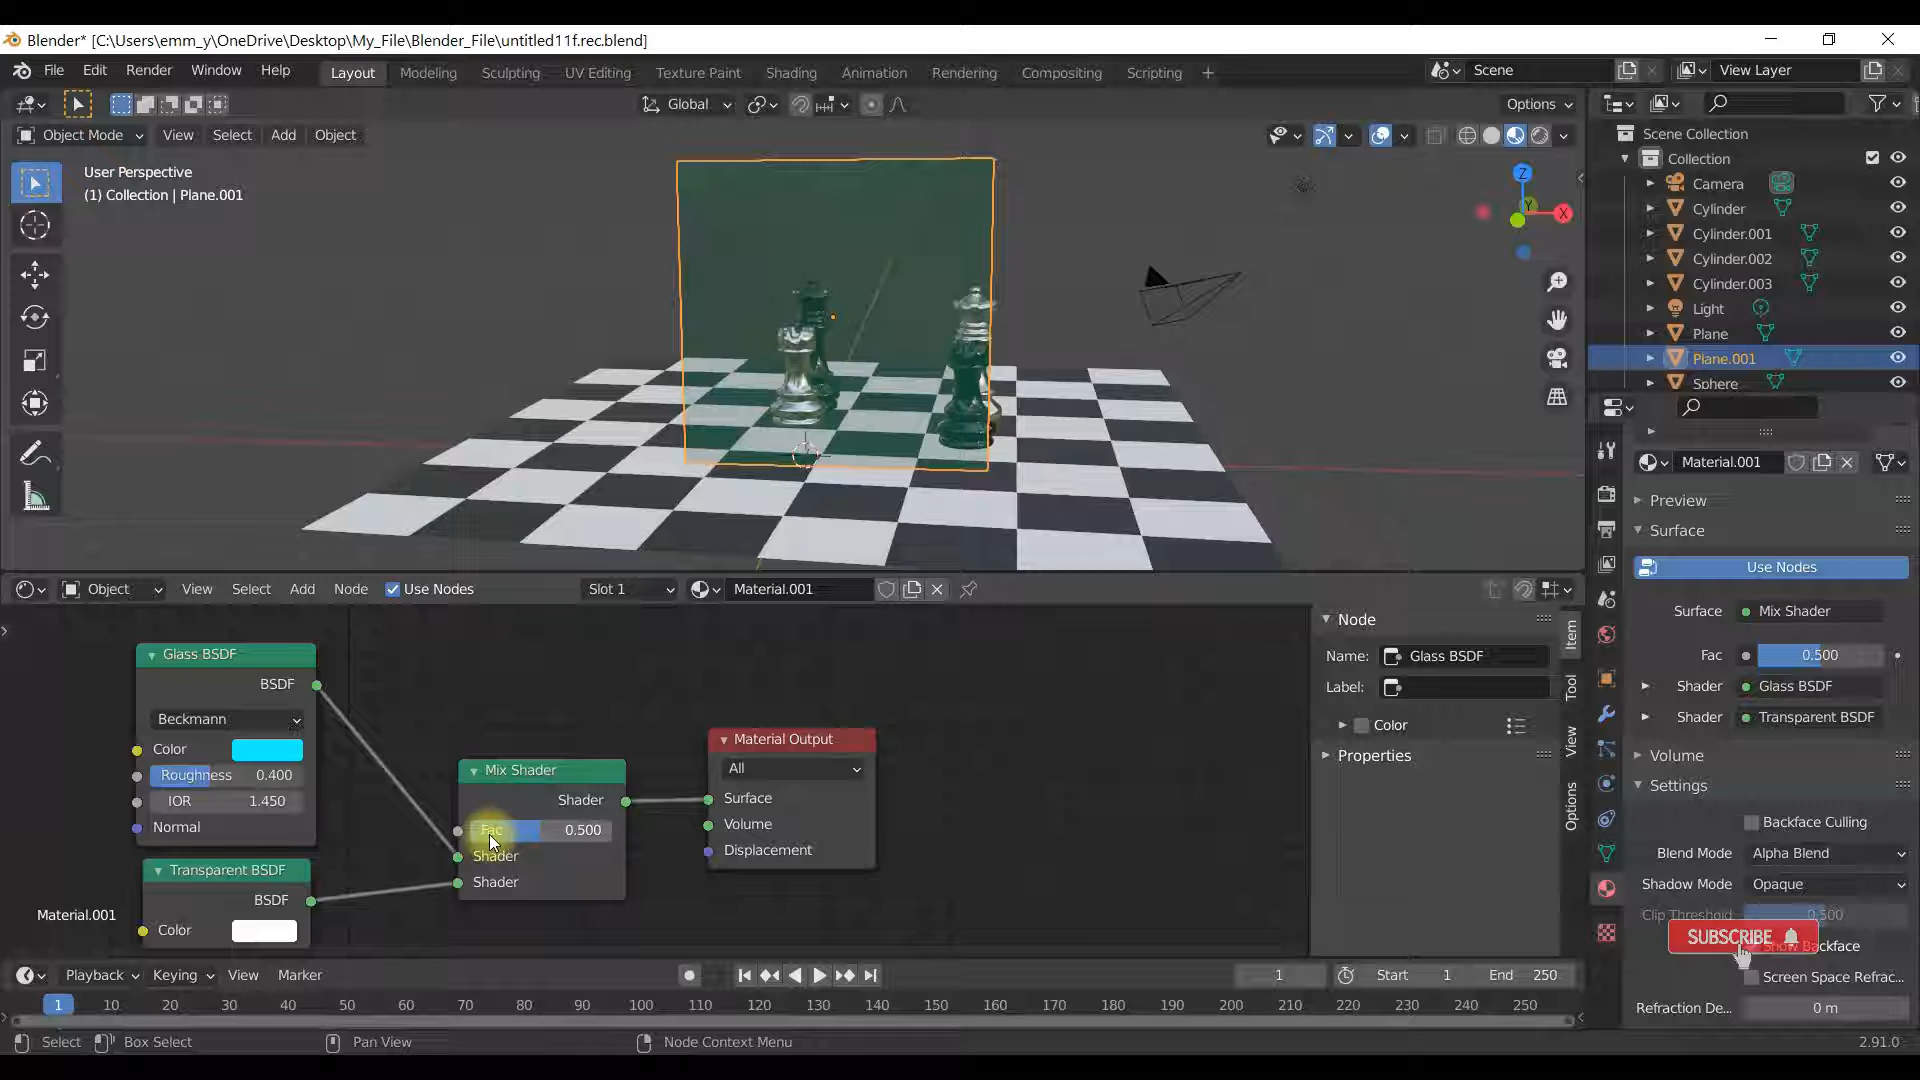 Blender* [C:\Users\emm_y\OneDrive\Desktop\My_File\Blender_File\untitled11f.rec.blend]
File Edit Render Window Help Layout Modeling Sculpting UV Editing Texture Paint Shading Animation Rendering Compositing Scripting + Scene View Layer
Global Options
Object Mode View Select Add Object
User Perspective
(1) Collection | Plane.001
Z
Y
X
Scene Collection
Collection
Camera
Cylinder
Cylinder.001
Cylinder.002
Cylinder.003
Light
Plane
Plane.001
Sphere
Material.001
Preview
Surface
Use Nodes
Surface Mix Shader
Fac 0.500
Shader Glass BSDF
Shader Transparent BSDF
Volume
Settings
Backface Culling
Blend Mode Alpha Blend
Shadow Mode Opaque
Clip Threshold 0.500
SUBSCRIBE
Show Backface
Screen Space Refrac...
Refraction De... 0 m
Object View Select Add Node Use Nodes Slot 1 Material.001
Glass BSDF
BSDF
Beckmann
Color
Roughness 0.400
IOR 1.450
Normal
Transparent BSDF
BSDF
Color
Material.001
Mix Shader
Shader
Fac 0.500
Shader
Shader
Material Output
All
Surface
Volume
Displacement
Node
Name: Glass BSDF
Label:
Color
Properties
Item
Tool
View
Options
Playback Keying View Marker 1 Start 1 End 250
1 10 20 30 40 50 60 70 80 90 100 110 120 130 140 150 160 170 180 190 200 210 220 230 240 250
Select Box Select Pan View Node Context Menu 2.91.0